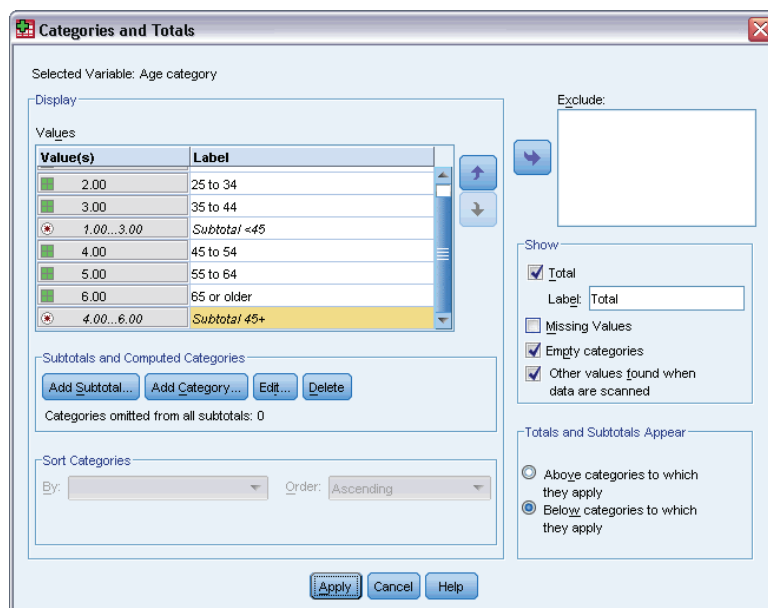 Categories and Totals
Selected Variable: Age category
Display
Values
Value(s) Label
2.00 25 to 34
3.00 35 to 44
1.00...3.00 Subtotal <45
4.00 45 to 54
5.00 55 to 64
6.00 65 or older
4.00...6.00 Subtotal 45+
Subtotals and Computed Categories
Add Subtotal... Add Category... Edit... Delete
Categories omitted from all subtotals: 0
Sort Categories
By: Order: Ascending
Exclude:
Show
Total
Label: Total
Missing Values
Empty categories
Other values found when
data are scanned
Totals and Subtotals Appear
Above categories to which
they apply
Below categories to which
they apply
Apply Cancel Help